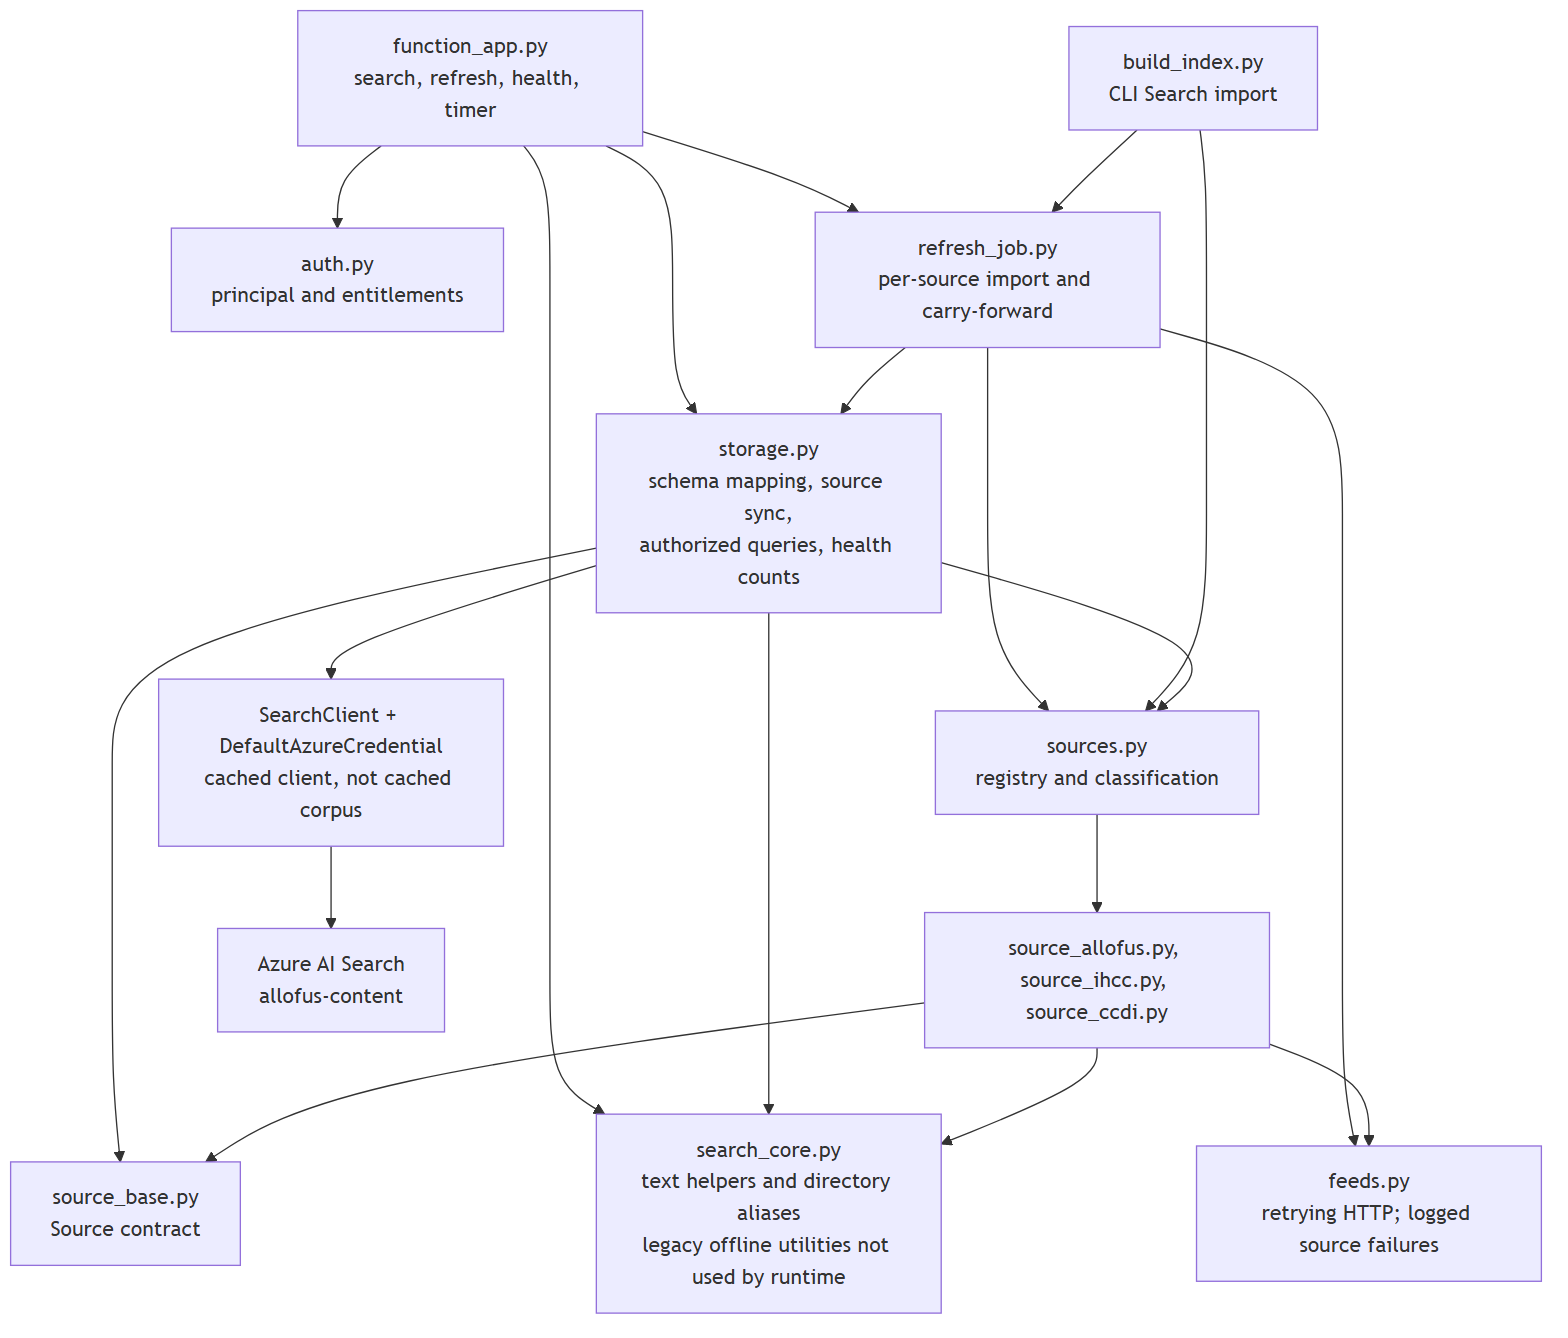 function_app.py
search, refresh, health,
timer
build_index.py
CLI Search import
auth.py
principal and entitlements
refresh_job.py
per-source import and
carry-forward
storage.py
schema mapping, source
sync,
authorized queries, health
counts
SearchClient +
DefaultAzureCredential
cached client, not cached
corpus
sources.py
registry and classification
Azure AI Search
allofus-content
source_allofus.py,
source_ihcc.py,
source_ccdi.py
source_base.py
Source contract
search_core.py
text helpers and directory
aliases
legacy offline utilities not
used by runtime
feeds.py
retrying HTTP; logged
source failures